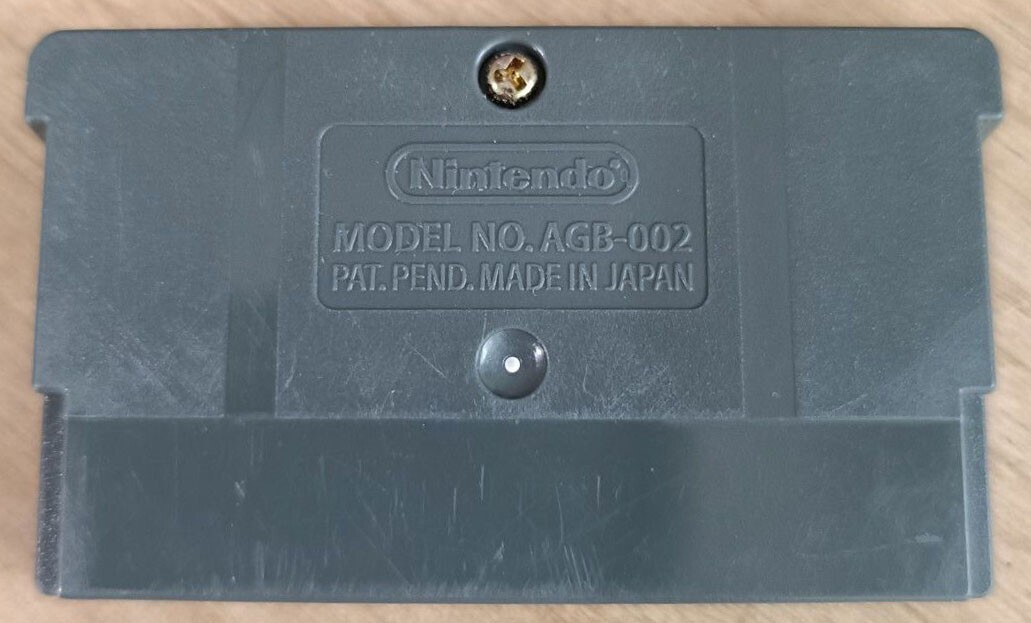 Nintendo®
MODEL NO. AGB-002
PAT. PEND. MADE IN JAPAN